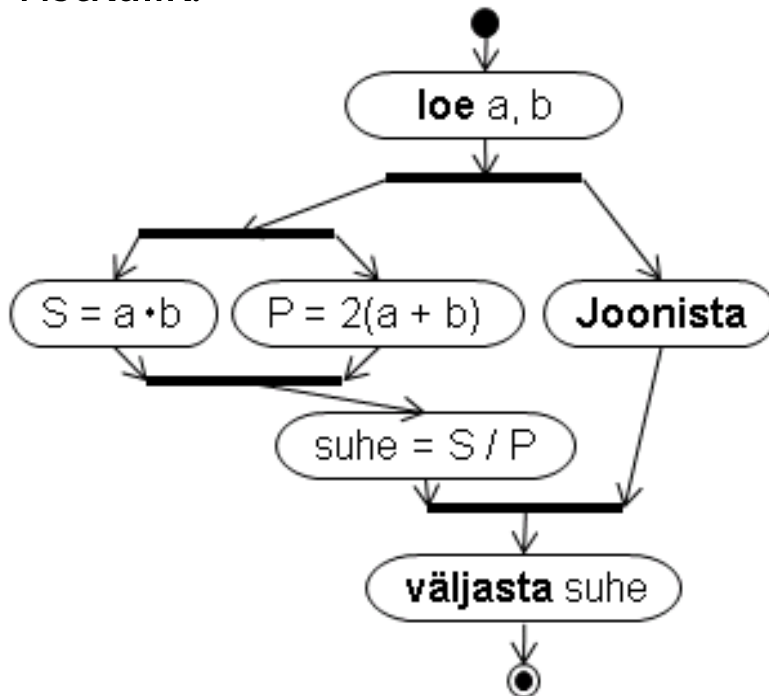 loe a, b
S = a • b
P = 2(a + b)
Joonista
suhe = S / P
väljasta suhe